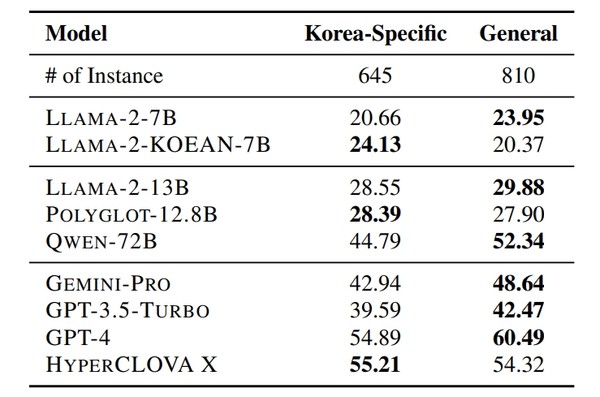 Model Korea-Specific General
# of Instance 645 810
LLAMA-2-7B 20.66 23.95
LLAMA-2-KOEAN-7B 24.13 20.37
LLAMA-2-13B 28.55 29.88
POLYGLOT-12.8B 28.39 27.90
QWEN-72B 44.79 52.34
GEMINI-PRO 42.94 48.64
GPT-3.5-TURBO 39.59 42.47
GPT-4 54.89 60.49
HYPERCLOVA X 55.21 54.32